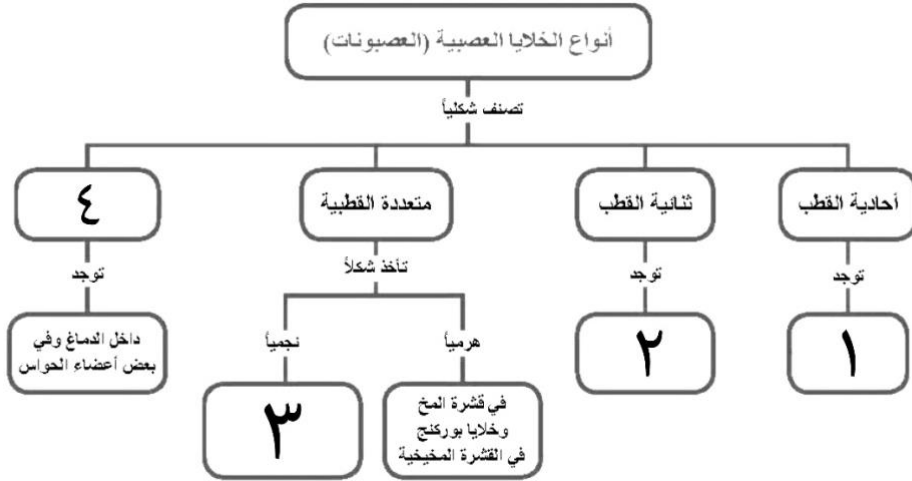 أنواع الخلايا العصبية (العصبونات)
تصنف شكلياً
أحادية القطب
ثنائية القطب
متعددة القطبية
٤
توجد
توجد
تأخذ شكلاً
توجد
هرمياً
نجمياً
١
٢
في قشرة المخ
وخلايا بوركنج
في القشرة المخيخية
٣
داخل الدماغ وفي
بعض أعضاء الحواس